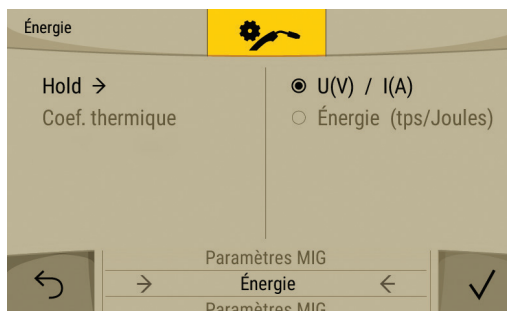 Énergie
Hold →
Coef. thermique
U(V) / I(A)
Énergie (tps/Joules)
Paramètres MIG
→ Énergie ←
Paramètres MIG